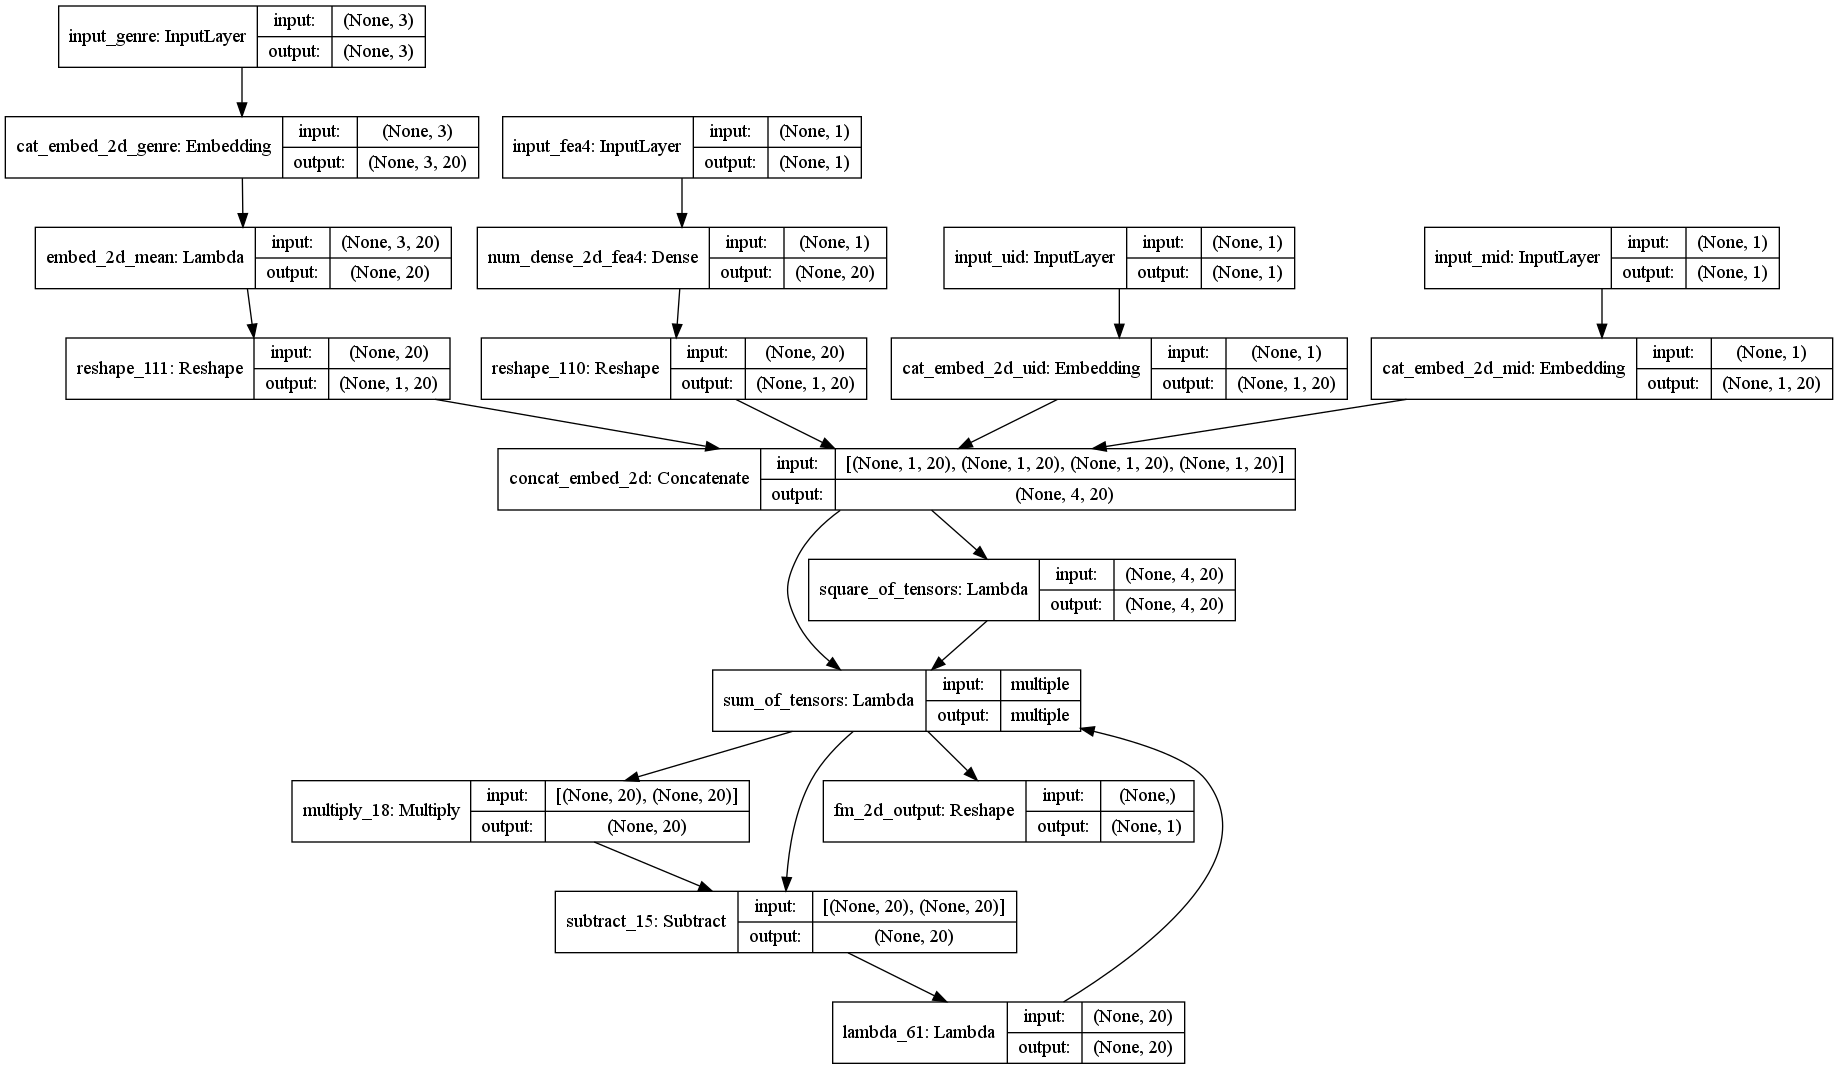 input_genre: InputLayer
input:
(None, 3)
output:
(None, 3)
cat_embed_2d_genre: Embedding
input:
(None, 3)
output:
(None, 3, 20)
input_fea4: InputLayer
input:
(None, 1)
output:
(None, 1)
embed_2d_mean: Lambda
input:
(None, 3, 20)
output:
(None, 20)
num_dense_2d_fea4: Dense
input:
(None, 1)
output:
(None, 20)
input_uid: InputLayer
input:
(None, 1)
output:
(None, 1)
input_mid: InputLayer
input:
(None, 1)
output:
(None, 1)
reshape_111: Reshape
input:
(None, 20)
output:
(None, 1, 20)
reshape_110: Reshape
input:
(None, 20)
output:
(None, 1, 20)
cat_embed_2d_uid: Embedding
input:
(None, 1)
output:
(None, 1, 20)
cat_embed_2d_mid: Embedding
input:
(None, 1)
output:
(None, 1, 20)
concat_embed_2d: Concatenate
input:
[(None, 1, 20), (None, 1, 20), (None, 1, 20), (None, 1, 20)]
output:
(None, 4, 20)
square_of_tensors: Lambda
input:
(None, 4, 20)
output:
(None, 4, 20)
sum_of_tensors: Lambda
input:
multiple
output:
multiple
multiply_18: Multiply
input:
[(None, 20), (None, 20)]
output:
(None, 20)
fm_2d_output: Reshape
input:
(None,)
output:
(None, 1)
subtract_15: Subtract
input:
[(None, 20), (None, 20)]
output:
(None, 20)
lambda_61: Lambda
input:
(None, 20)
output:
(None, 20)